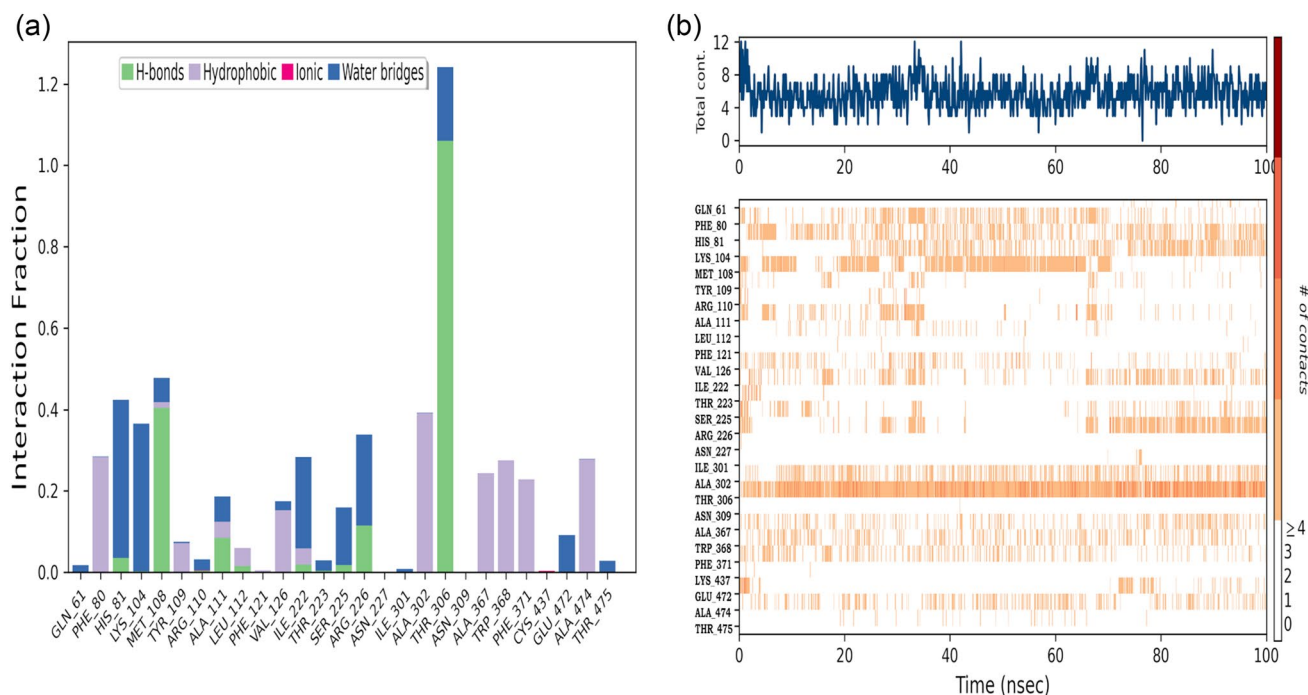 (a)
1.2
1.0
0.8
0.6
0.4
0.2
0.0
Interaction Fraction
H-bonds Hydrophobic Ionic Water bridges
GLN_61 PHE_80 HIS_81 LYS_104 MET_108 TYR_109 ARG_110 ALA_111 LEU_112 PHE_121 VAL_126 ILE_222 THR_223 SER_225 ARG_226 ASN_227 ILE_301 ALA_302 THR_306 ASN_309 ALA_367 TRP_368 PHE_371 CYS_437 GLU_472 ALA_474 THR_475
(b)
Total cont.
12
8
4
0
0 20 40 60 80 100
GLN_61
PHE_80
HIS_81
LYS_104
MET_108
TYR_109
ARG_110
ALA_111
LEU_112
PHE_121
VAL_126
ILE_222
THR_223
SER_225
ARG_226
ASN_227
ILE_301
ALA_302
THR_306
ASN_309
ALA_367
TRP_368
PHE_371
LYS_437
GLU_472
ALA_474
THR_475
0 20 40 60 80 100
Time (nsec)
≥4
3
2
1
0
# of contacts